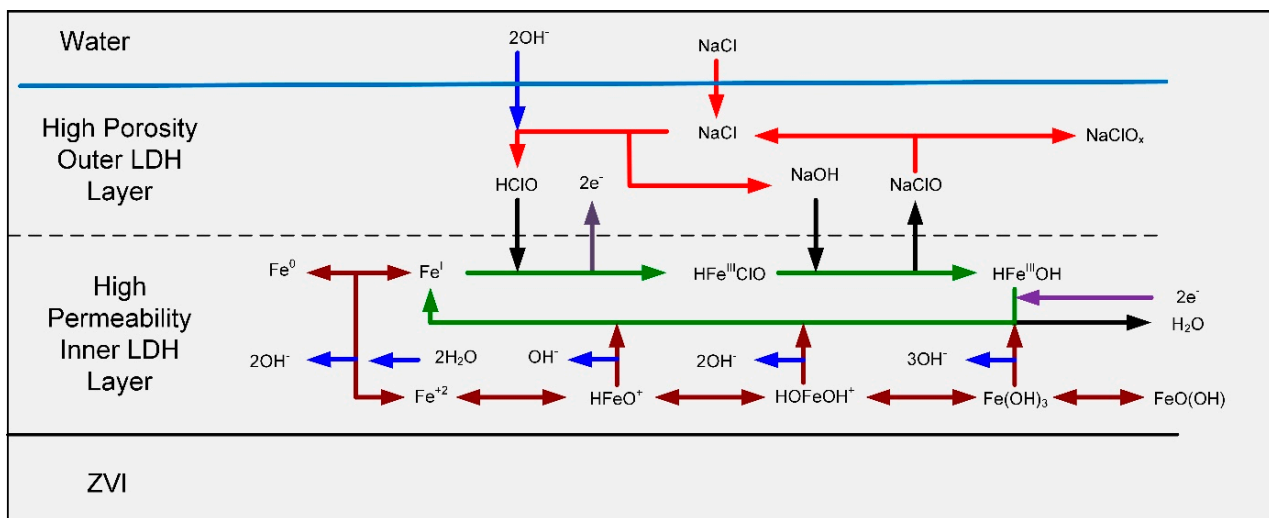 Water
2OH⁻
NaCl
High Porosity
Outer LDH
Layer
NaCl
NaClOₓ
HClO
2e⁻
NaOH
NaClO
High
Permeability
Inner LDH
Layer
Fe⁰
Feᴵ
HFeᴵᴵᴵClO
HFeᴵᴵᴵOH
2e⁻
H₂O
2OH⁻
2H₂O
OH⁻
2OH⁻
3OH⁻
Fe⁺²
HFeO⁺
HOFeOH⁺
Fe(OH)₃
FeO(OH)
ZVI